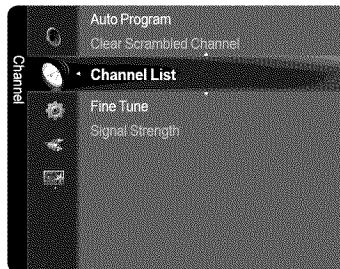 Channel
Auto Program
Clear Scrambled Channel
Channel List
Fine Tune
Signal Strength